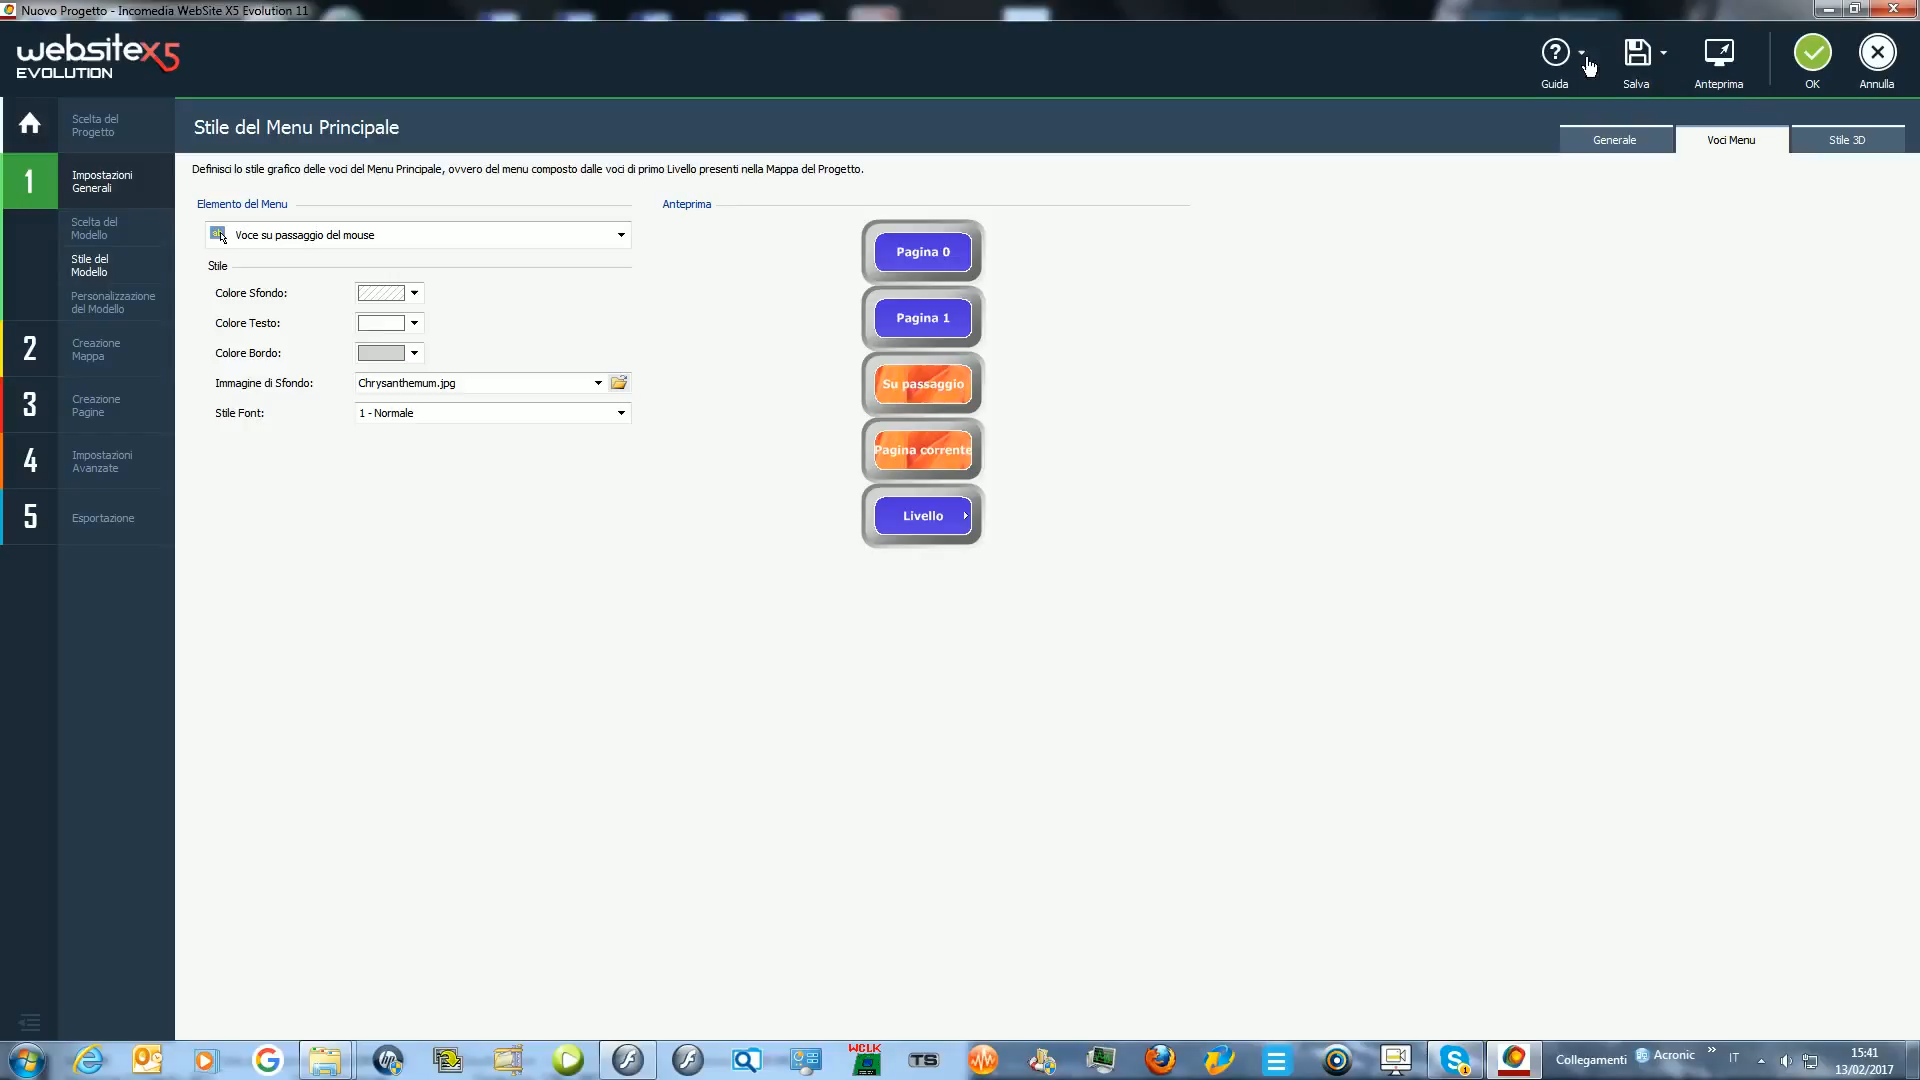 Nuovo Progetto - Incomedia WebSite X5 Evolution 11
websitex5
EVOLUTION
Guida
Salva
Anteprima
OK
Annulla
Scelta del
Progetto
Stile del Menu Principale
Generale
Voci Menu
Stile 3D
1
Impostazioni
Generali
Scelta del
Modello
Stile del
Modello
Personalizzazione
del Modello
2
Creazione
Mappa
3
Creazione
Pagine
4
Impostazioni
Avanzate
5
Esportazione
Definisci lo stile grafico delle voci del Menu Principale, ovvero del menu composto dalle voci di primo Livello presenti nella Mappa del Progetto.
Elemento del Menu
Voce su passaggio del mouse
Stile
Colore Sfondo:
Colore Testo:
Colore Bordo:
Immagine di Sfondo:
Chrysanthemum.jpg
Stile Font:
1 - Normale
Anteprima
Pagina 0
Pagina 1
Su passaggio
Pagina corrente
Livello
WCLK
TS
Collegamenti
Acronic
IT
15:41
13/02/2017